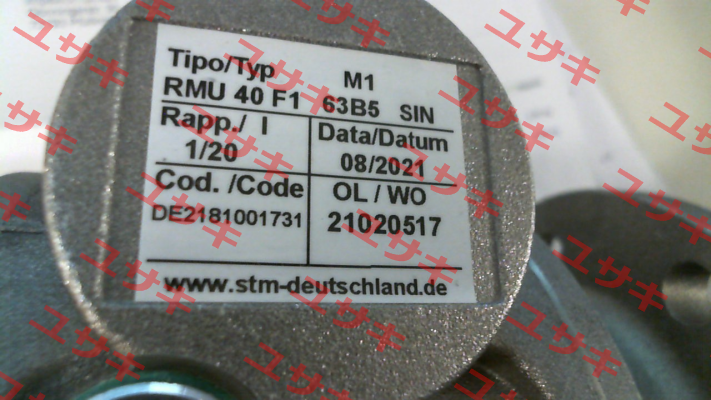 Tipo/Typ M1
RMU 40 F1 63B5 SIN
Rapp./ I
1/20
Data/Datum
08/2021
Cod. /Code
DE2181001731
OL / WO
21020517
www.stm-deutschland.de
ユサキ